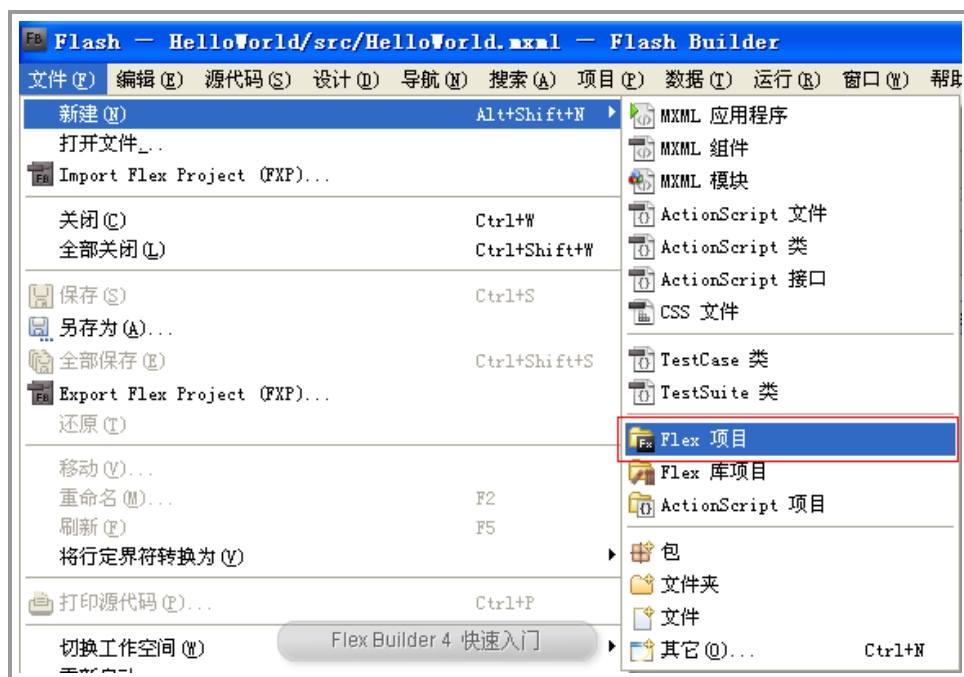 Flash — HelloWorld/src/HelloWorld.mxml — Flash Builder
文件(F) 编辑(E) 源代码(S) 设计(D) 导航(N) 搜索(A) 项目(P) 数据(T) 运行(R) 窗口(W) 帮助
新建(N) Alt+Shift+N
打开文件_...
Import Flex Project (FXP)...
关闭(C) Ctrl+W
全部关闭(L) Ctrl+Shift+W
保存(S) Ctrl+S
另存为(A)...
全部保存(E) Ctrl+Shift+S
Export Flex Project (FXP)...
还原(T)
移动(V)...
重命名(M)... F2
刷新(F) F5
将行定界符转换为(V)
打印源代码(P)... Ctrl+P
切换工作空间(W)
重新启动
MXML 应用程序
MXML 组件
MXML 模块
ActionScript 文件
ActionScript 类
ActionScript 接口
CSS 文件
TestCase 类
TestSuite 类
Flex 项目
Flex 库项目
ActionScript 项目
包
文件夹
文件
其它(O)... Ctrl+N
Flex Builder 4 快速入门